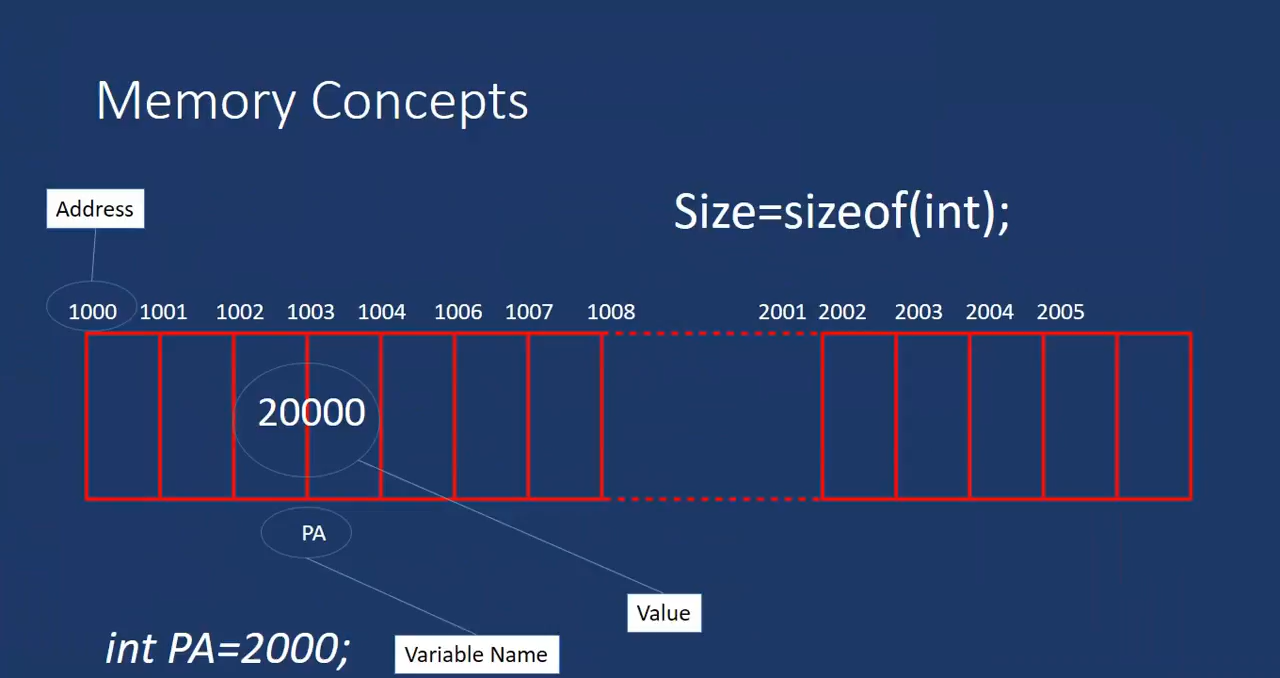 Memory Concepts
Address
Size=sizeof(int);
1000 1001 1002 1003 1004 1006 1007 1008 2001 2002 2003 2004 2005
20000
PA
Value
int PA=2000;
Variable Name